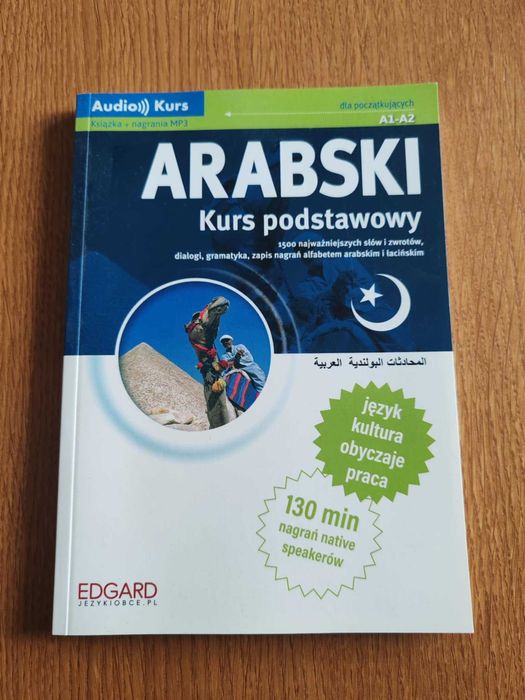 Audio Kurs
Książka + nagrania MP3
dla początkujących
A1-A2
ARABSKI
Kurs podstawowy
1500 najważniejszych słów i zwrotów,
dialogi, gramatyka, zapis nagrań alfabetem arabskim i łacińskim
المحادثات البولندية العربية
język
kultura
obyczaje
praca
130 min
nagrań native
speakerów
EDGARD
JEZYKIOBCE.PL